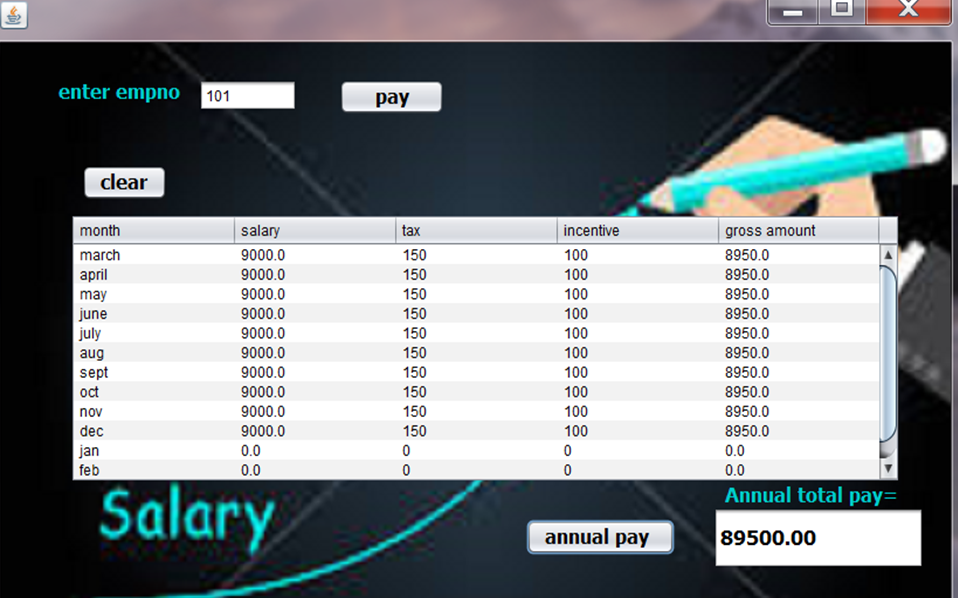 enter empno 101 pay
clear
month salary tax incentive gross amount
march 9000.0 150 100 8950.0
april 9000.0 150 100 8950.0
may 9000.0 150 100 8950.0
june 9000.0 150 100 8950.0
july 9000.0 150 100 8950.0
aug 9000.0 150 100 8950.0
sept 9000.0 150 100 8950.0
oct 9000.0 150 100 8950.0
nov 9000.0 150 100 8950.0
dec 9000.0 150 100 8950.0
jan 0.0 0 0 0.0
feb 0.0 0 0 0.0
Annual total pay=
Salary annual pay 89500.00